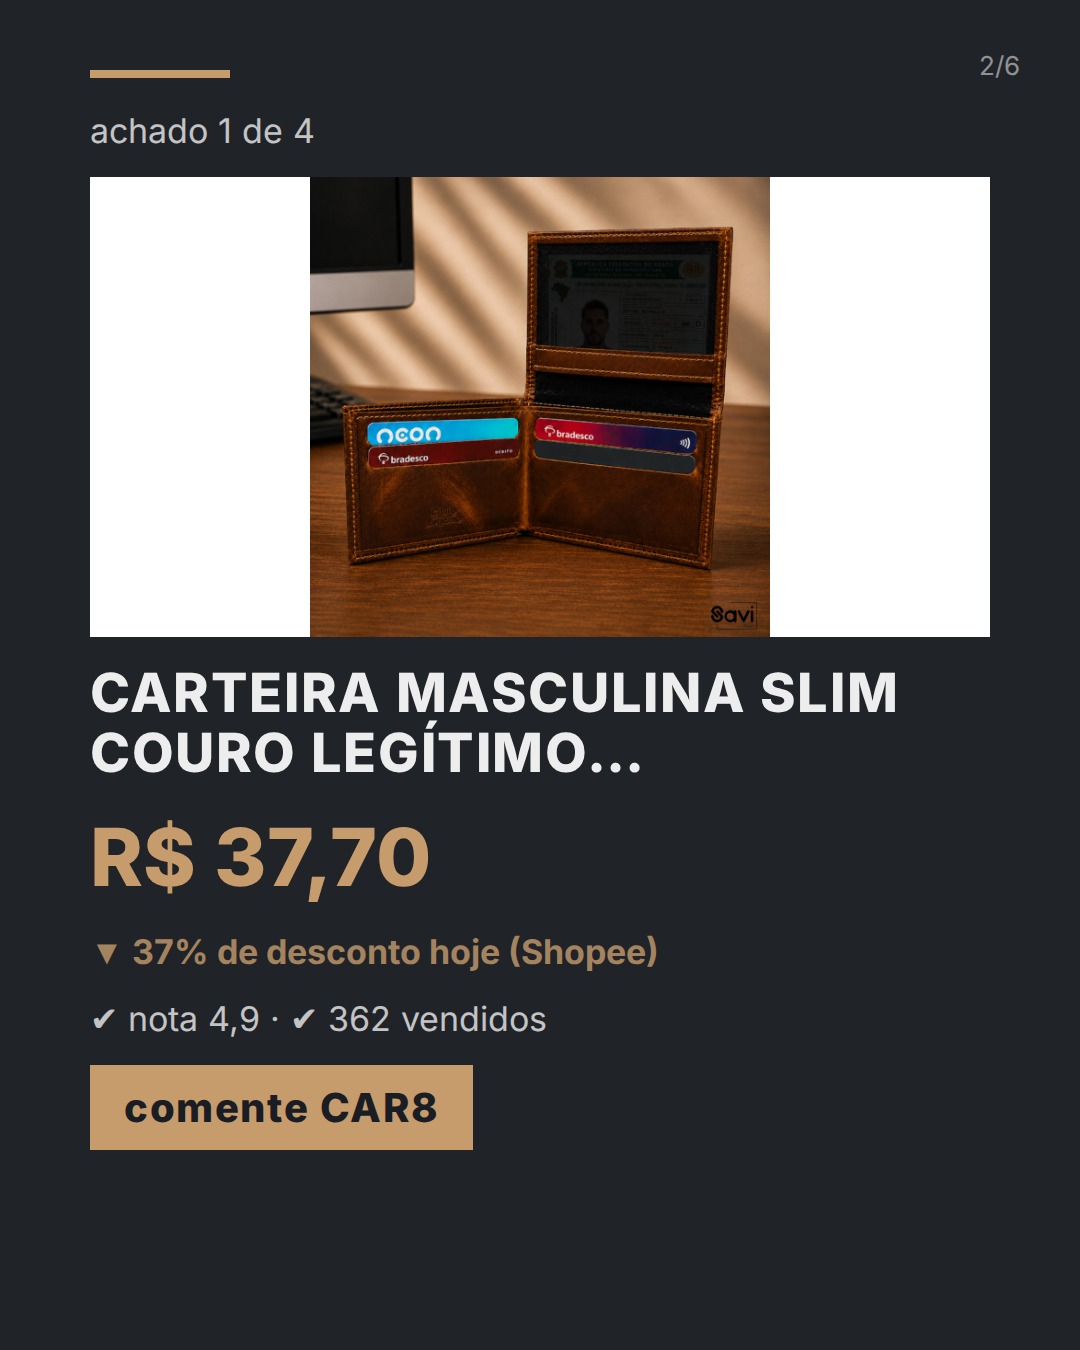 2/6
achado 1 de 4
neon
bradesco
bradesco
Savi
CARTEIRA MASCULINA SLIM
COURO LEGÍTIMO...
R$ 37,70
▼ 37% de desconto hoje (Shopee)
✔ nota 4,9 · ✔ 362 vendidos
comente CAR8